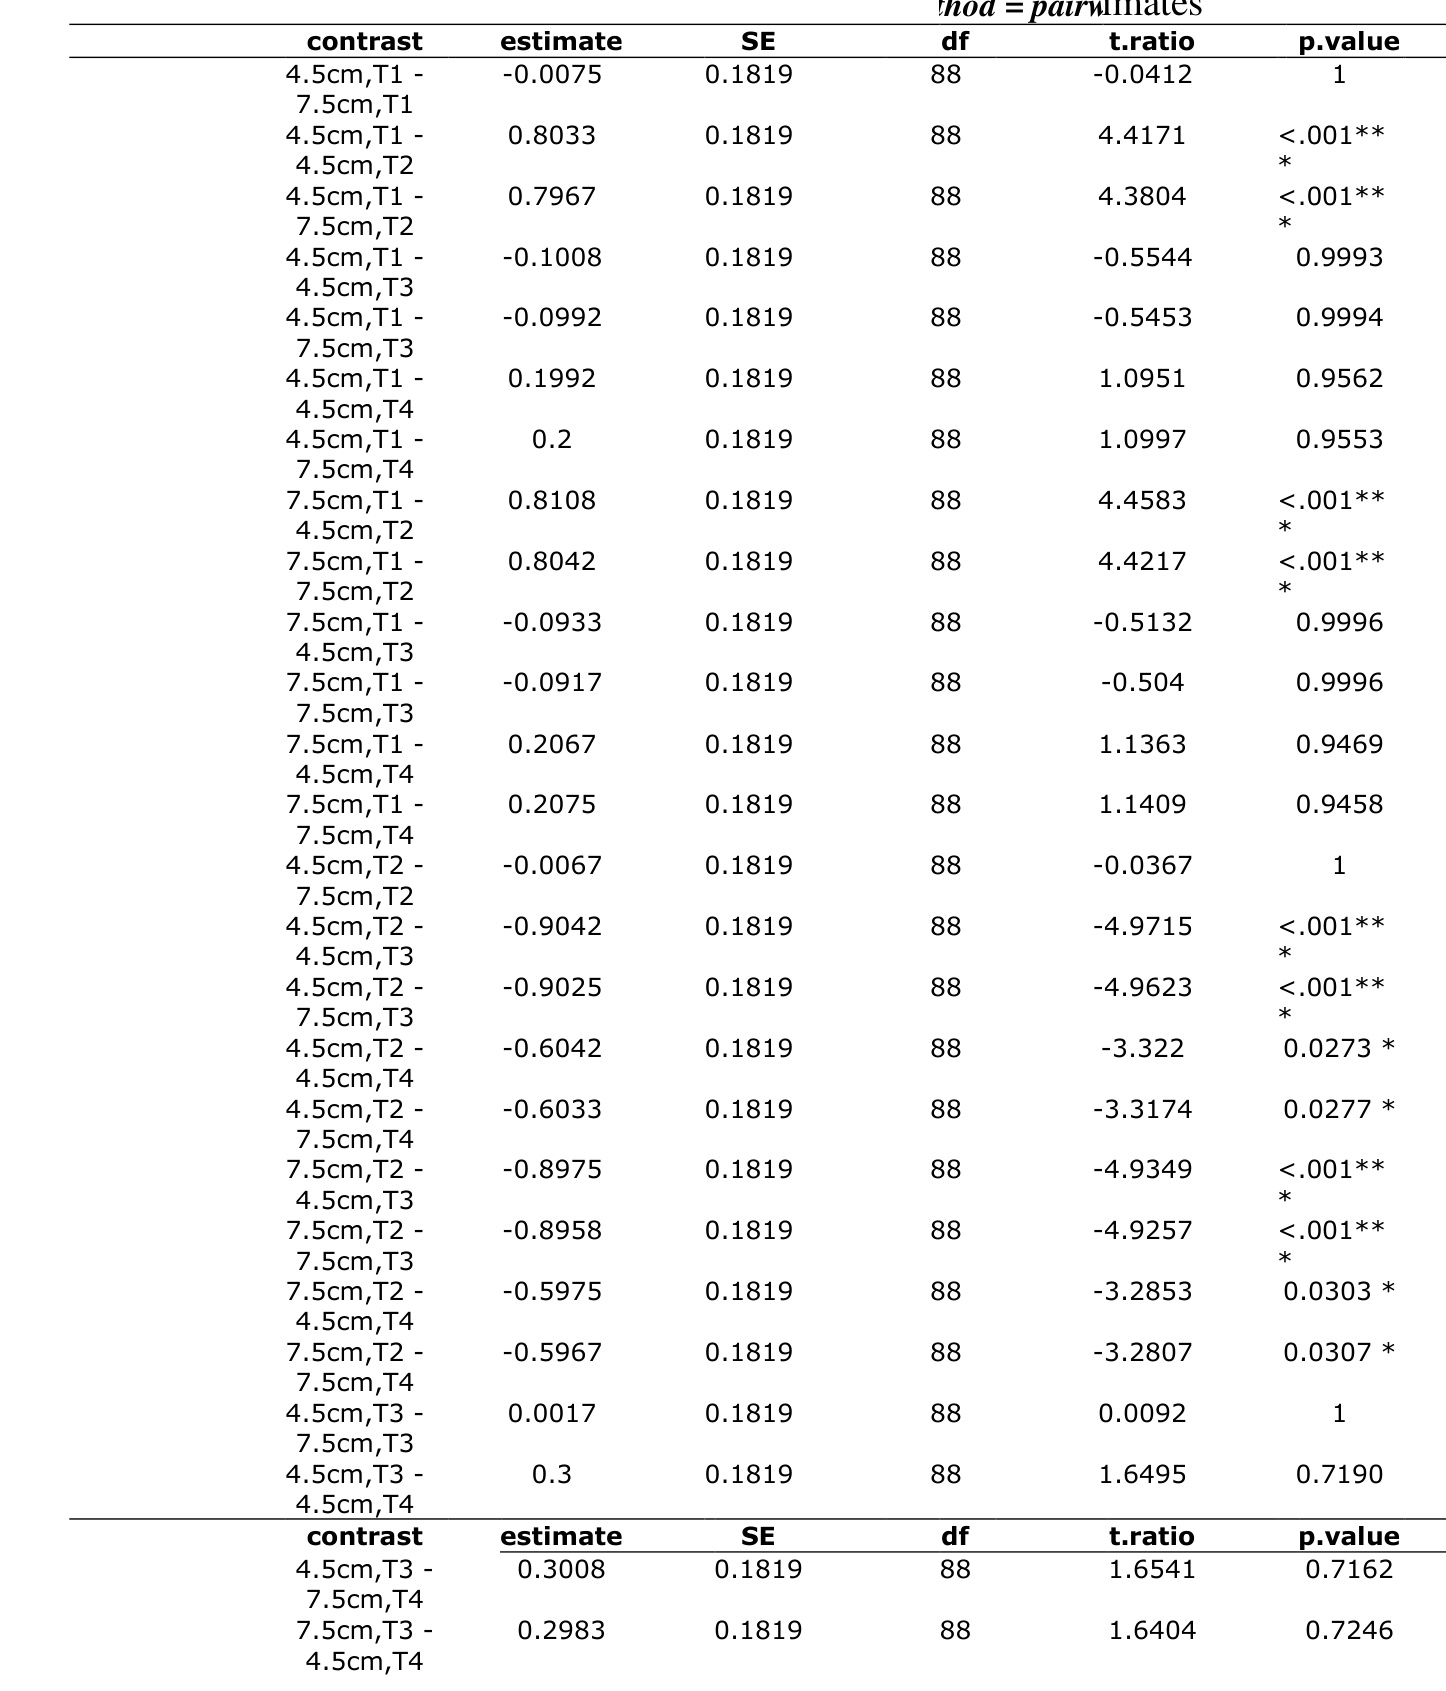 contrast estimate SE df t.ratio p.value
4.5cm,T1 - -0.0075 0.1819 88 -0.0412 1
7.5cm,T1
4.5cm,T1 - 0.8033 0.1819 88 4.4171 <.001**
4.5cm,T2 *
4.5cm,T1 - 0.7967 0.1819 88 4.3804 <.001**
7.5cm,T2 *
4.5cm,T1 - -0.1008 0.1819 88 -0.5544 0.9993
4.5cm,T3
4.5cm,T1 - -0.0992 0.1819 88 -0.5453 0.9994
7.5cm,T3
4.5cm,T1 - 0.1992 0.1819 88 1.0951 0.9562
4.5cm,T4
4.5cm,T1 - 0.2 0.1819 88 1.0997 0.9553
7.5cm,T4
7.5cm,T1 - 0.8108 0.1819 88 4.4583 <.001**
4.5cm,T2 *
7.5cm,T1 - 0.8042 0.1819 88 4.4217 <.001**
7.5cm,T2 *
7.5cm,T1 - -0.0933 0.1819 88 -0.5132 0.9996
4.5cm,T3
7.5cm,T1 - -0.0917 0.1819 88 -0.504 0.9996
7.5cm,T3
7.5cm,T1 - 0.2067 0.1819 88 1.1363 0.9469
4.5cm,T4
7.5cm,T1 - 0.2075 0.1819 88 1.1409 0.9458
7.5cm,T4
4.5cm,T2 - -0.0067 0.1819 88 -0.0367 1
7.5cm,T2
4.5cm,T2 - -0.9042 0.1819 88 -4.9715 <.001**
4.5cm,T3 *
4.5cm,T2 - -0.9025 0.1819 88 -4.9623 <.001**
7.5cm,T3 *
4.5cm,T2 - -0.6042 0.1819 88 -3.322 0.0273 *
4.5cm,T4
4.5cm,T2 - -0.6033 0.1819 88 -3.3174 0.0277 *
7.5cm,T4
7.5cm,T2 - -0.8975 0.1819 88 -4.9349 <.001**
4.5cm,T3 *
7.5cm,T2 - -0.8958 0.1819 88 -4.9257 <.001**
7.5cm,T3 *
7.5cm,T2 - -0.5975 0.1819 88 -3.2853 0.0303 *
4.5cm,T4
7.5cm,T2 - -0.5967 0.1819 88 -3.2807 0.0307 *
7.5cm,T4
4.5cm,T3 - 0.0017 0.1819 88 0.0092 1
7.5cm,T3
4.5cm,T3 - 0.3 0.1819 88 1.6495 0.7190
4.5cm,T4
contrast estimate SE df t.ratio p.value
4.5cm,T3 - 0.3008 0.1819 88 1.6541 0.7162
7.5cm,T4
7.5cm,T3 - 0.2983 0.1819 88 1.6404 0.7246
4.5cm,T4